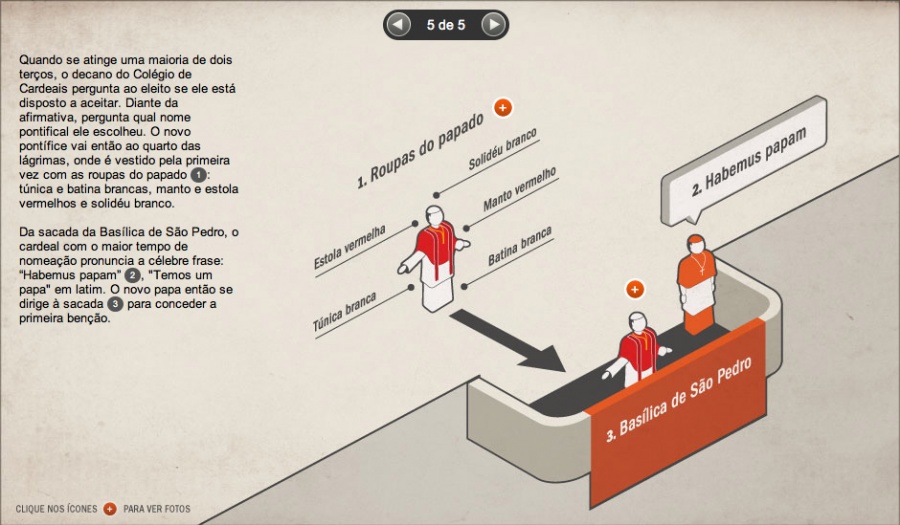 5 de 5
Quando se atinge uma maioria de dois
terços, o decano do Colégio de
Cardeais pergunta ao eleito se ele está
disposto a aceitar. Diante da
afirmativa, pergunta qual nome
pontifical ele escolheu. O novo
pontífice vai então ao quarto das
lágrimas, onde é vestido pela primeira
vez com as roupas do papado 1:
túnica e batina brancas, manto e estola
vermelhos e solidéu branco.
Da sacada da Basílica de São Pedro, o
cardeal com o maior tempo de
nomeação pronuncia a célebre frase:
“Habemus papam” 2, "Temos um
papa" em latim. O novo papa então se
dirige à sacada 3 para conceder a
primeira benção.
1. Roupas do papado +
Solidéu branco
Manto vermelho
Estola vermelha
Batina branca
Túnica branca
2. Habemus papam
+
3. Basílica de São Pedro
CLIQUE NOS ÍCONES + PARA VER FOTOS